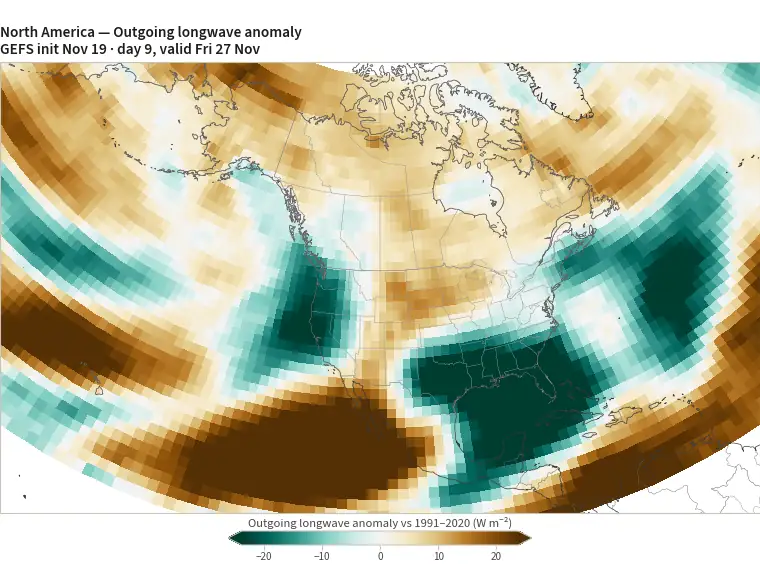 North America — Outgoing longwave anomaly
GEFS init Nov 19 · day 9, valid Fri 27 Nov
Outgoing longwave anomaly vs 1991–2020 (W m⁻²)
−20 −10 0 10 20